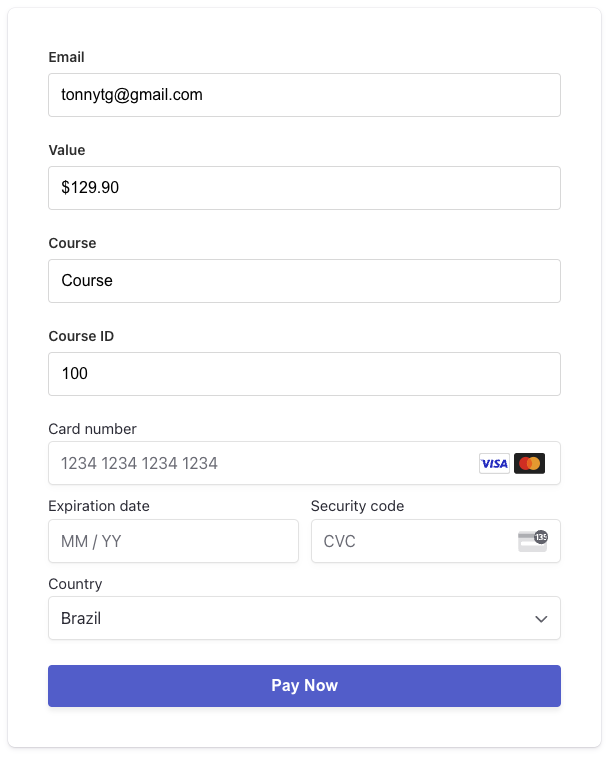 Email
tonnytg@gmail.com
Value
$129.90
Course
Course
Course ID
100
Card number
1234 1234 1234 1234 VISA
Expiration date Security code
MM / YY CVC 135
Country
Brazil
Pay Now